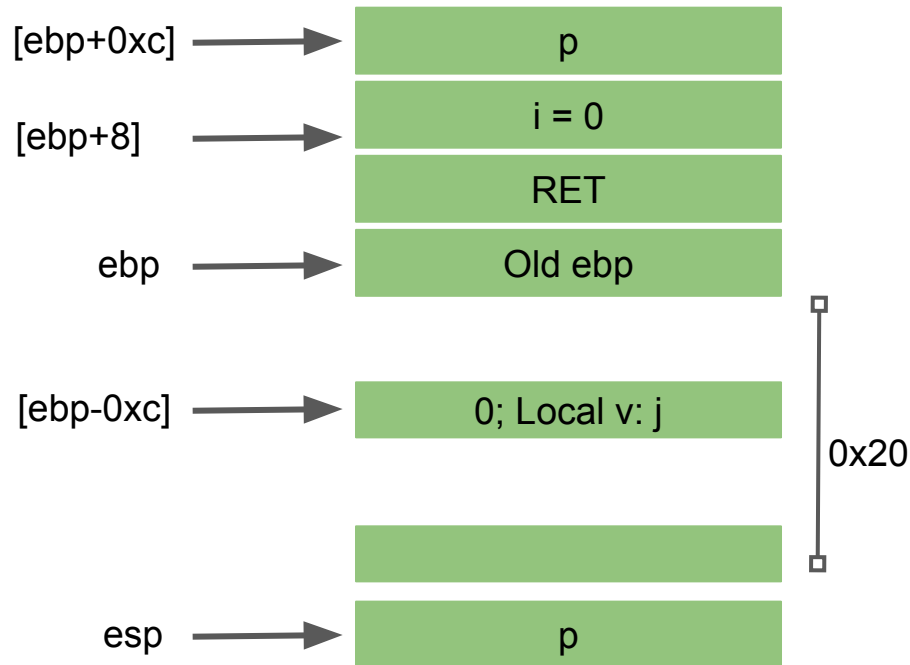 [ebp+0xc]
p
[ebp+8]
i = 0
RET
ebp
Old ebp
[ebp-0xc]
0; Local v: j
0x20
esp
p